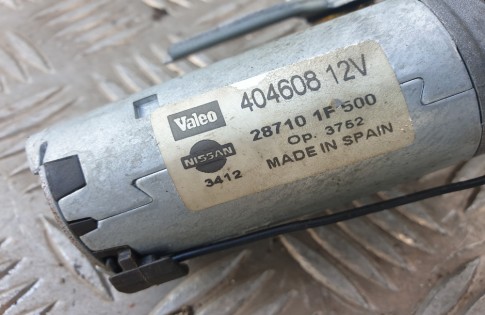 Valeo 404608 12V
28710 1F 500
NISSAN Op. 3752
3412 MADE IN SPAIN